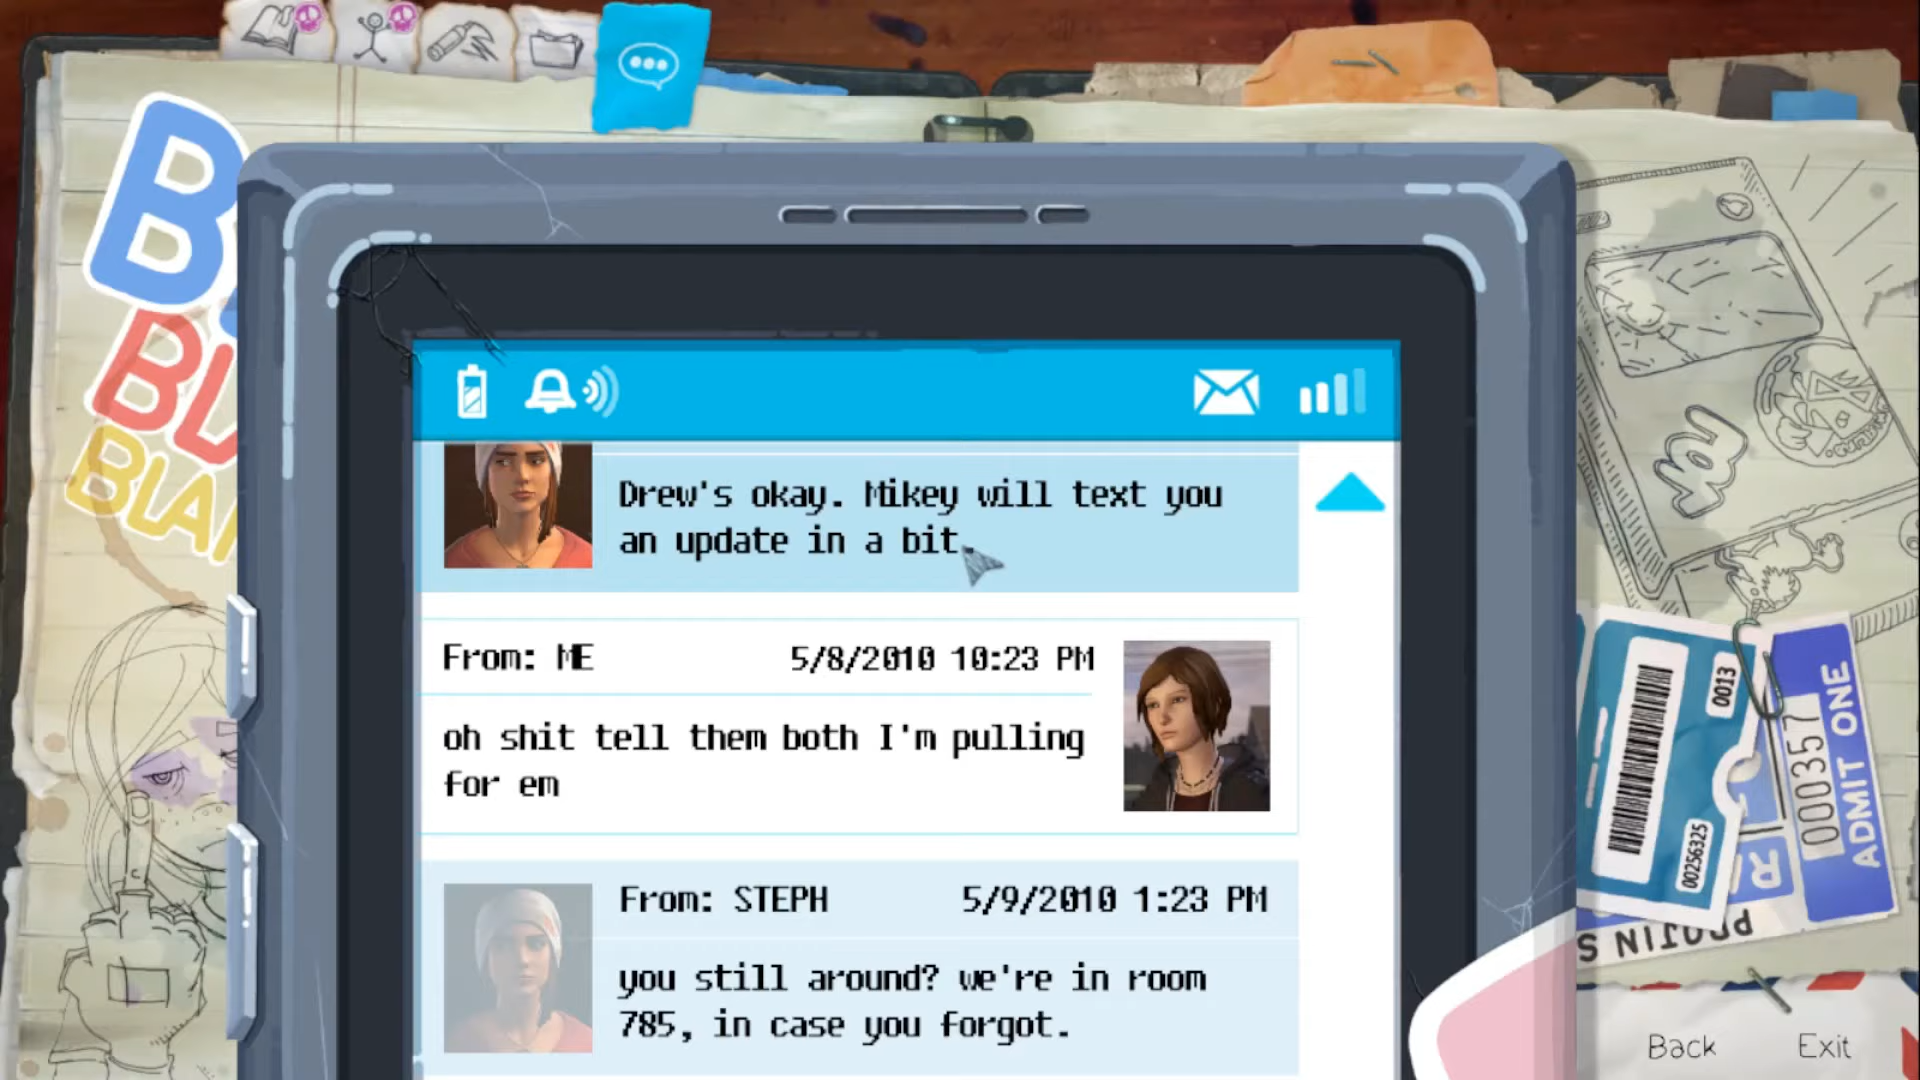 Drew's okay. Mikey will text you
an update in a bit.
From: ME 5/8/2010 10:23 PM
oh shit tell them both I'm pulling
for em
From: STEPH 5/9/2010 1:23 PM
you still around? we're in room
785, in case you forgot.
0013
00256325
000357
ADMIT ONE
Back Exit